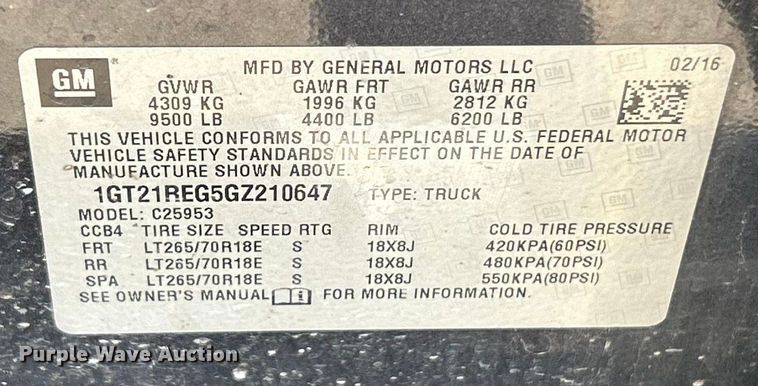 GM
MFD BY GENERAL MOTORS LLC
02/16
GVWR GAWR FRT GAWR RR
4309 KG 1996 KG 2812 KG
9500 LB 4400 LB 6200 LB
THIS VEHICLE CONFORMS TO ALL APPLICABLE U.S. FEDERAL MOTOR
VEHICLE SAFETY STANDARDS IN EFFECT ON THE DATE OF
MANUFACTURE SHOWN ABOVE.
1GT21REG5GZ210647 TYPE: TRUCK
MODEL: C25953
CCB4 TIRE SIZE SPEED RTG RIM COLD TIRE PRESSURE
FRT LT265/70R18E S 18X8J 420KPA(60PSI)
RR LT265/70R18E S 18X8J 480KPA(70PSI)
SPA LT265/70R18E S 18X8J 550KPA(80PSI)
SEE OWNER'S MANUAL FOR MORE INFORMATION.
Purple Wave Auction